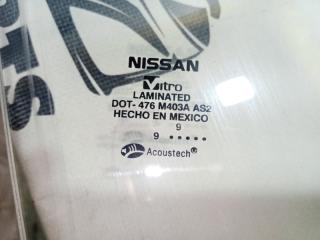 NISSAN
Vitro
LAMINATED
DOT- 476 M403A AS2
HECHO EN MEXICO
9
9 •••••
Acoustech®